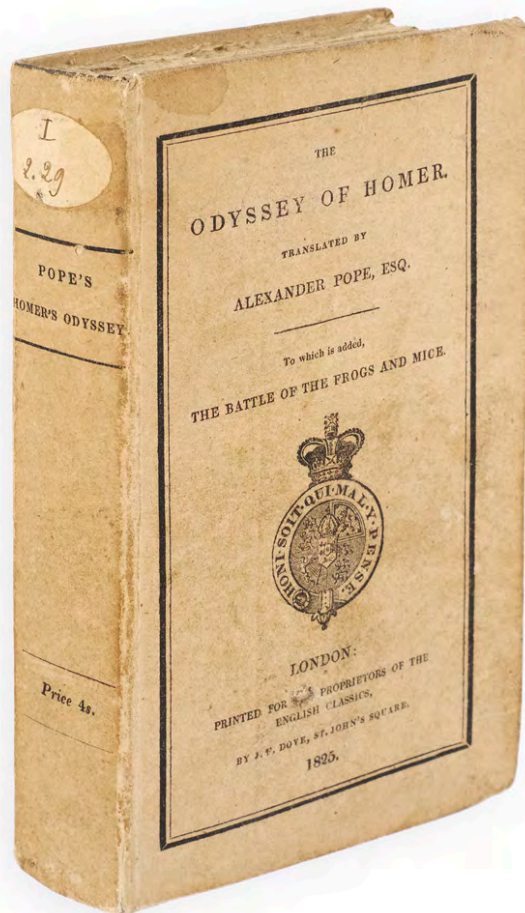 I
2.29
POPE'S
HOMER'S ODYSSEY
Price 4s.
THE
ODYSSEY OF HOMER.
TRANSLATED BY
ALEXANDER POPE, ESQ.
To which is added,
THE BATTLE OF THE FROGS AND MICE.
HONI·SOIT·QUI·MAL·Y·PENSE.
LONDON:
PRINTED FOR PROPRIETORS OF THE
ENGLISH CLASSICS,
BY J. F. DOVE, ST. JOHN'S SQUARE.
1825.